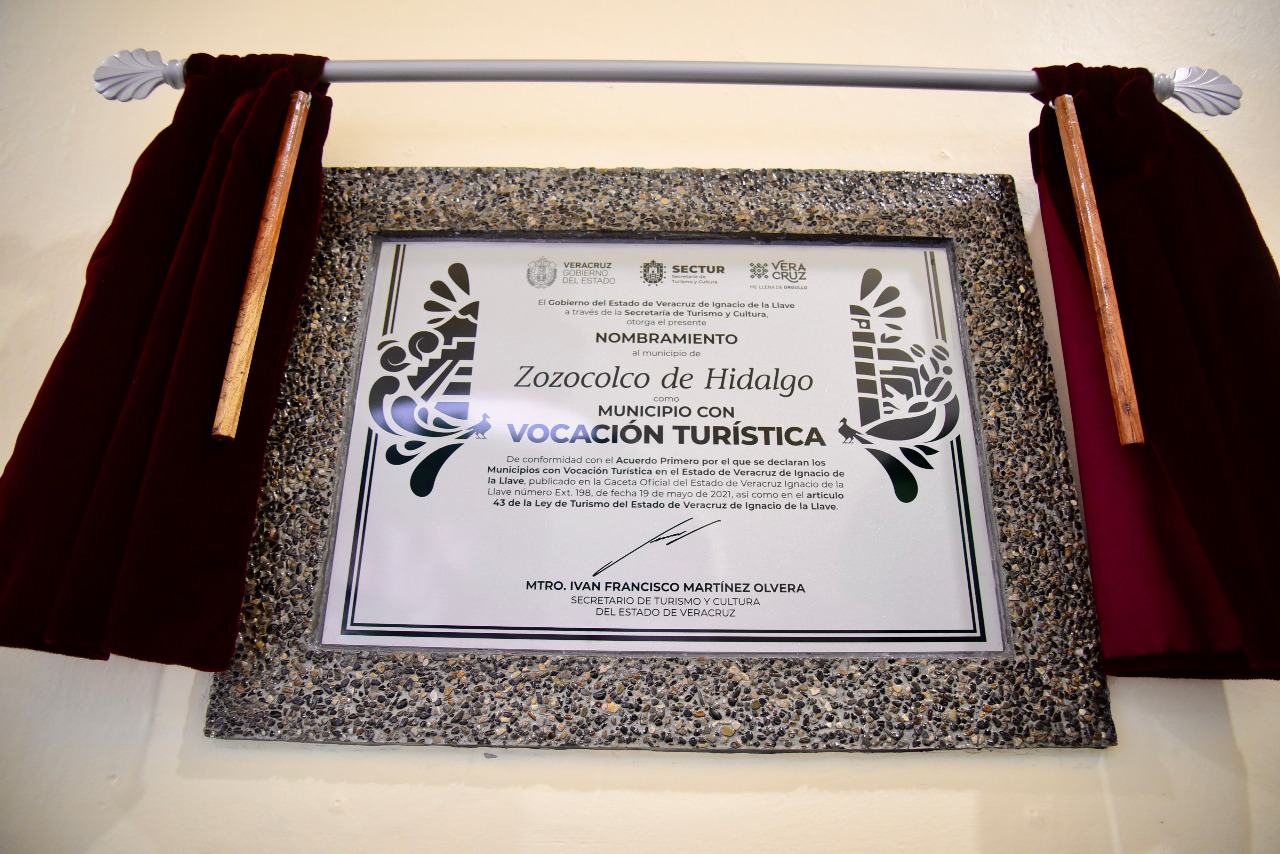 VERACRUZ
GOBIERNO
DEL ESTADO
SECTUR
Secretaría de
Turismo y Cultura
VERA
CRUZ
ME LLENA DE ORGULLO
El Gobierno del Estado de Veracruz de Ignacio de la Llave
a través de la Secretaría de Turismo y Cultura,
otorga el presente
NOMBRAMIENTO
al municipio de
Zozocolco de Hidalgo
como
MUNICIPIO CON
VOCACIÓN TURÍSTICA
De conformidad con el Acuerdo Primero por el que se declaran los
Municipios con Vocación Turística en el Estado de Veracruz de Ignacio de
la Llave, publicado en la Gaceta Oficial del Estado Veracruz Ignacio de la
Llave número Ext. 198, de fecha 19 de mayo de 2021, así como en el articulo
43 de la Ley de Turismo del Estado de Veracruz de Ignacio de la Llave.
MTRO. IVAN FRANCISCO MARTÍNEZ OLVERA
SECRETARIO DE TURISMO Y CULTURA
DEL ESTADO DE VERACRUZ